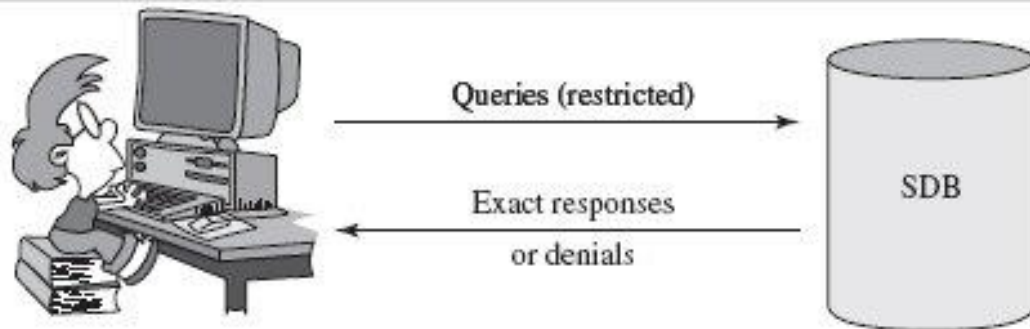 Queries (restricted)
Exact responses
or denials
SDB